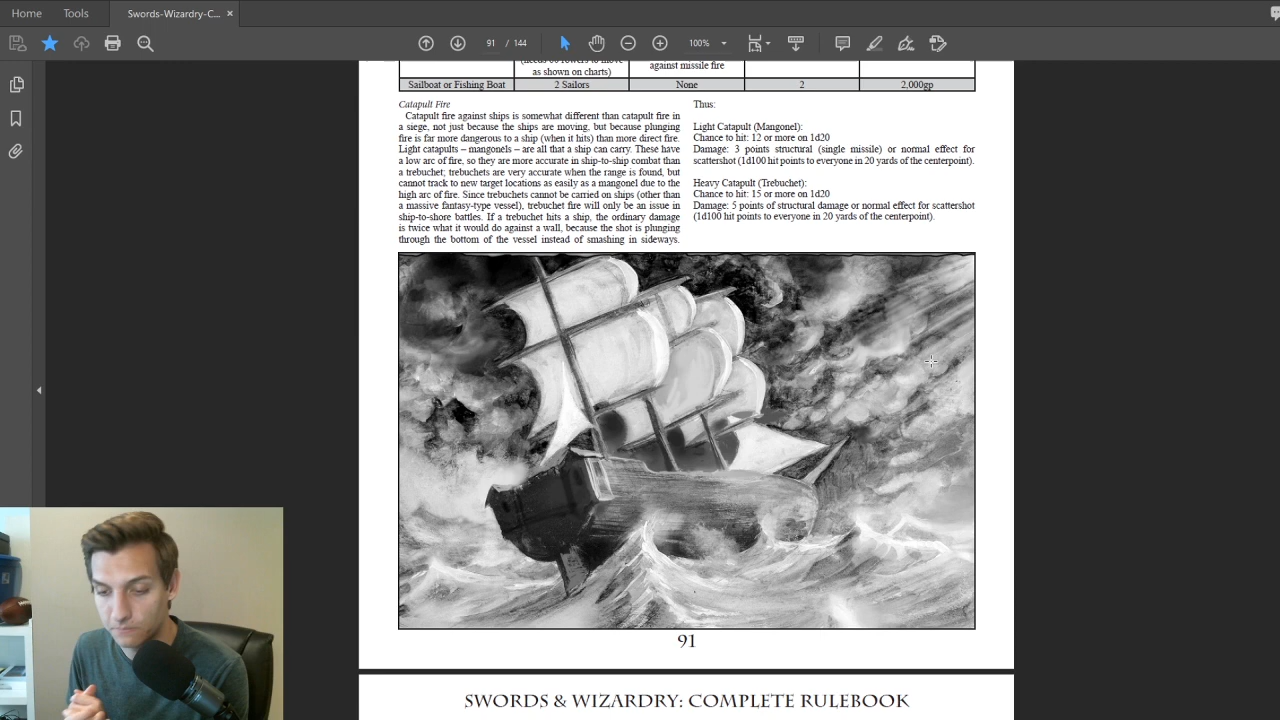 Home
Tools
Swords-Wizardry-C... ×
91 / 144
100%
(needs 60 rowers to move
as shown on charts)
against missile fire
Sailboat or Fishing Boat 2 Sailors None 2 2,000gp
Catapult Fire
Catapult fire against ships is somewhat different than catapult fire in
a siege, not just because the ships are moving, but because plunging
fire is far more dangerous to a ship (when it hits) than more direct fire.
Light catapults – mangonels – are all that a ship can carry. These have
a low arc of fire, so they are more accurate in ship-to-ship combat than
a trebuchet; trebuchets are very accurate when the range is found, but
cannot track to new target locations as easily as a mangonel due to the
high arc of fire. Since trebuchets cannot be carried on ships (other than
a massive fantasy-type vessel), trebuchet fire will only be an issue in
ship-to-shore battles. If a trebuchet hits a ship, the ordinary damage
is twice what it would do against a wall, because the shot is plunging
through the bottom of the vessel instead of smashing in sideways.
Thus:
Light Catapult (Mangonel):
Chance to hit: 12 or more on 1d20
Damage: 3 points structural (single missile) or normal effect for
scattershot (1d100 hit points to everyone in 20 yards of the centerpoint).
Heavy Catapult (Trebuchet):
Chance to hit: 15 or more on 1d20
Damage: 5 points of structural damage or normal effect for scattershot
(1d100 hit points to everyone in 20 yards of the centerpoint).
91
SWORDS & WIZARDRY: COMPLETE RULEBOOK